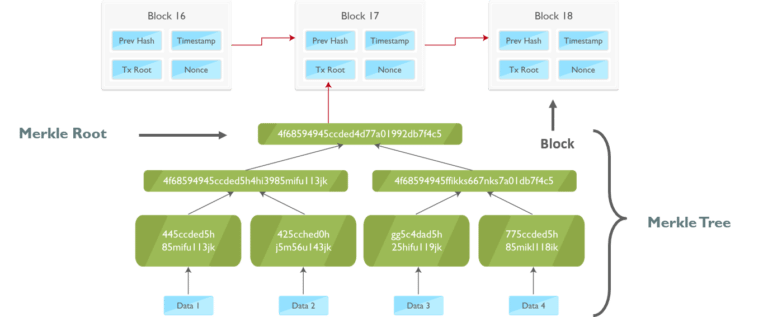 Block 16
Block 17
Block 18
Prev Hash
Timestamp
Prev Hash
Timestamp
Prev Hash
Timestamp
Tx Root
Nonce
Tx Root
Nonce
Tx Root
Nonce
Merkle Root
4f68594945ccded4d77a01992db7f4c5
Block
4f68594945ccded5h4hi3985mifu113jk
4f68594945ffikks667nks7a01db7f4c5
Merkle Tree
445ccded5h
85mifu113jk
425cched0h
j5m56u143jk
gg5c4dad5h
25hifu119jk
775ccded5h
85mikl118ik
Data 1
Data 2
Data 3
Data 4